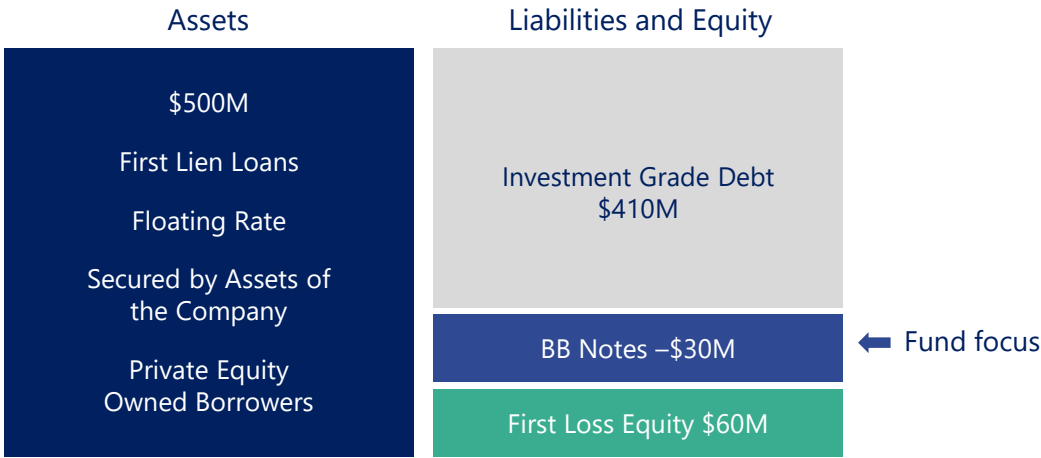 Assets
$500M
First Lien Loans
Floating Rate
Secured by Assets of
the Company
Private Equity
Owned Borrowers
Liabilities and Equity
Investment Grade Debt
$410M
BB Notes –$30M
Fund focus
First Loss Equity $60M